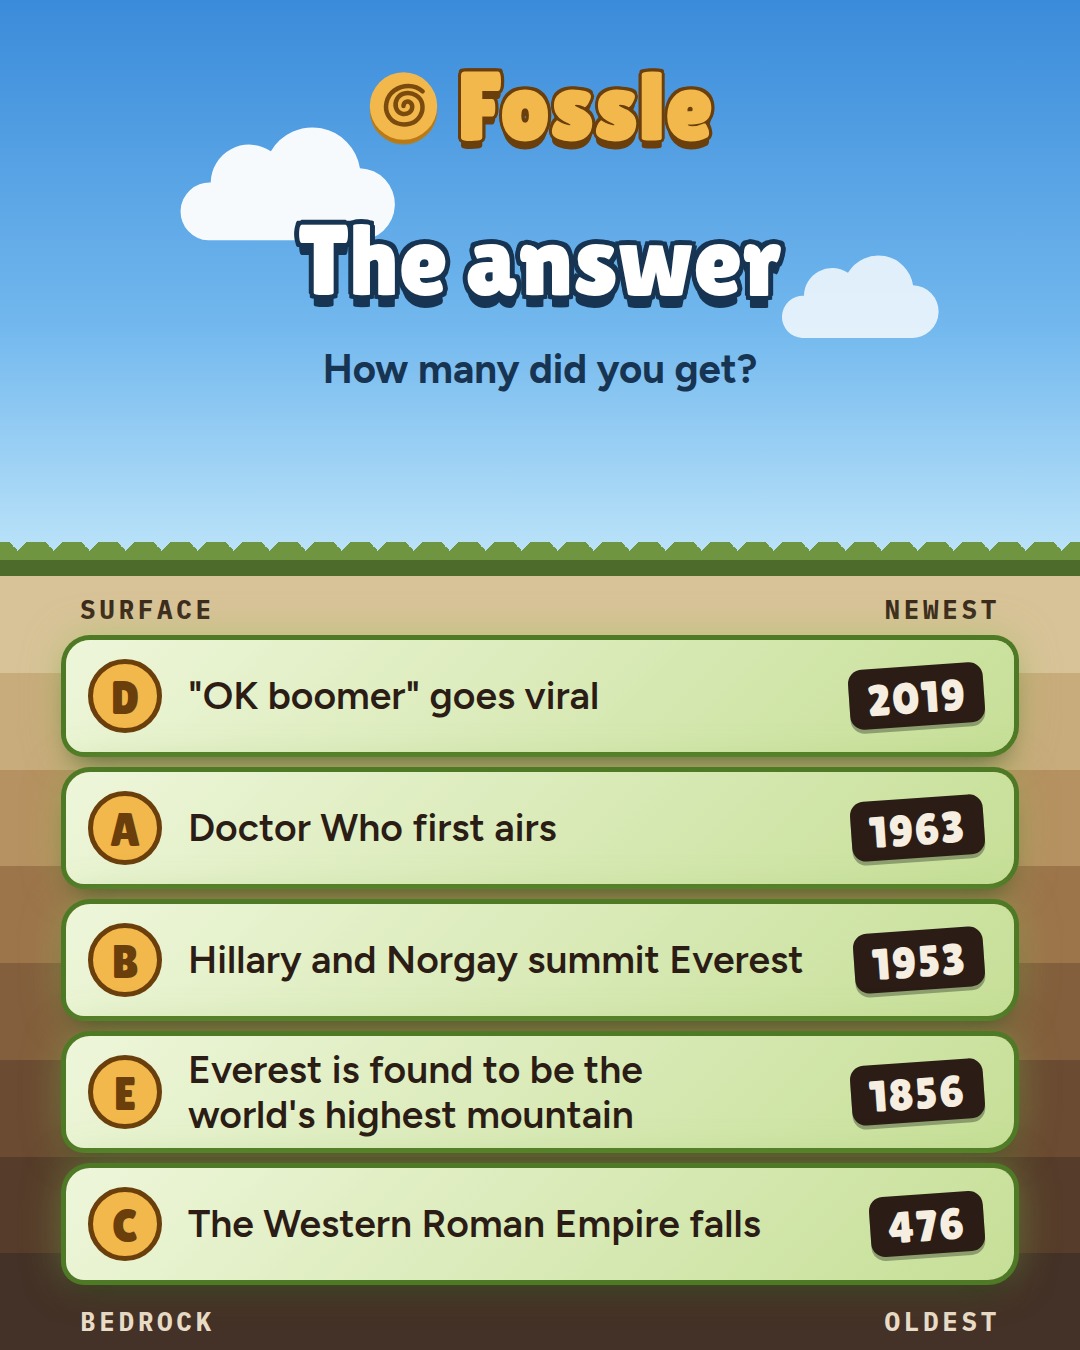 Fossle
The answer
How many did you get?
SURFACE NEWEST
D "OK boomer" goes viral 2019
A Doctor Who first airs 1963
B Hillary and Norgay summit Everest 1953
E Everest is found to be the
world's highest mountain 1856
C The Western Roman Empire falls 476
BEDROCK OLDEST